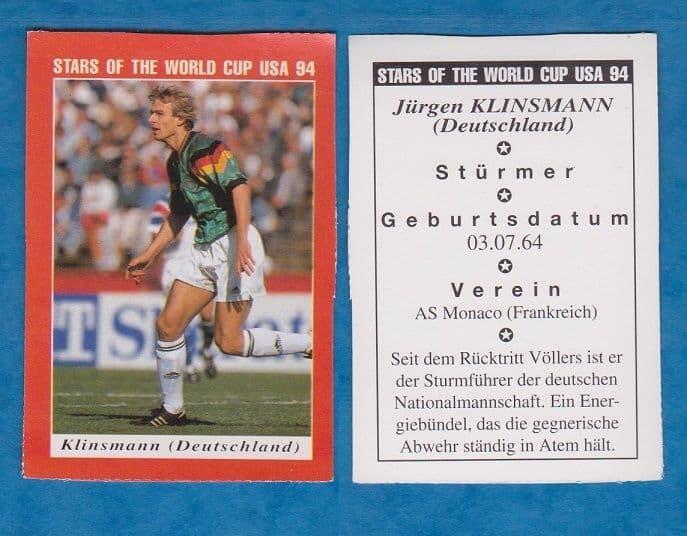 STARS OF THE WORLD CUP USA 94
Klinsmann (Deutschland)
STARS OF THE WORLD CUP USA 94
Jürgen KLINSMANN
(Deutschland)
Stürmer
Geburtsdatum
03.07.64
Verein
AS Monaco (Frankreich)
Seit dem Rücktritt Völlers ist er
der Sturmführer der deutschen
Nationalmannschaft. Ein Ener-
giebündel, das die gegnerische
Abwehr ständig in Atem hält.